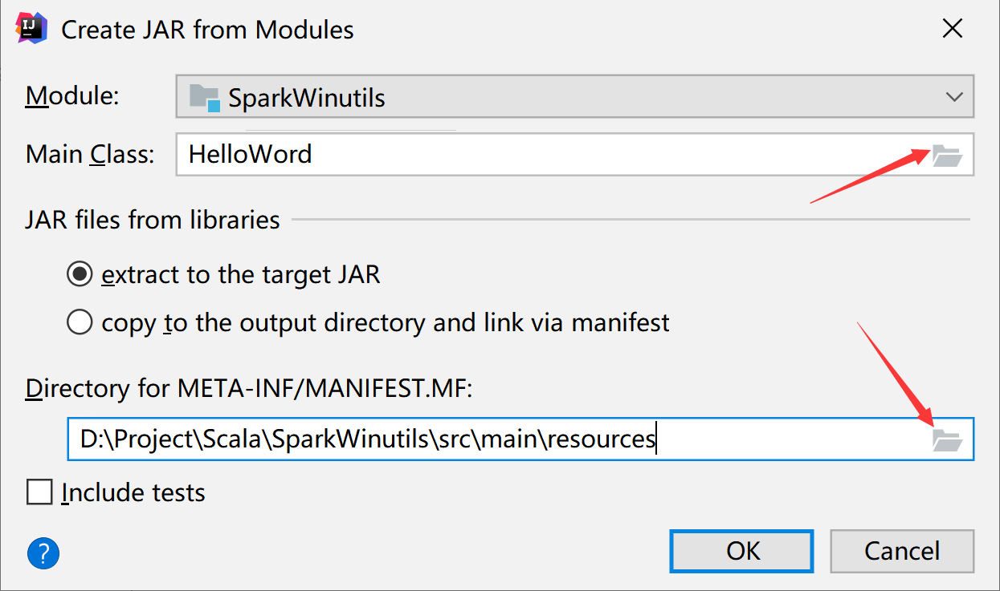 IJ
Create JAR from Modules
Module: SparkWinutils
Main Class: HelloWord
JAR files from libraries
extract to the target JAR
copy to the output directory and link via manifest
Directory for META-INF/MANIFEST.MF:
D:\Project\Scala\SparkWinutils\src\main\resources
Include tests
? OK Cancel